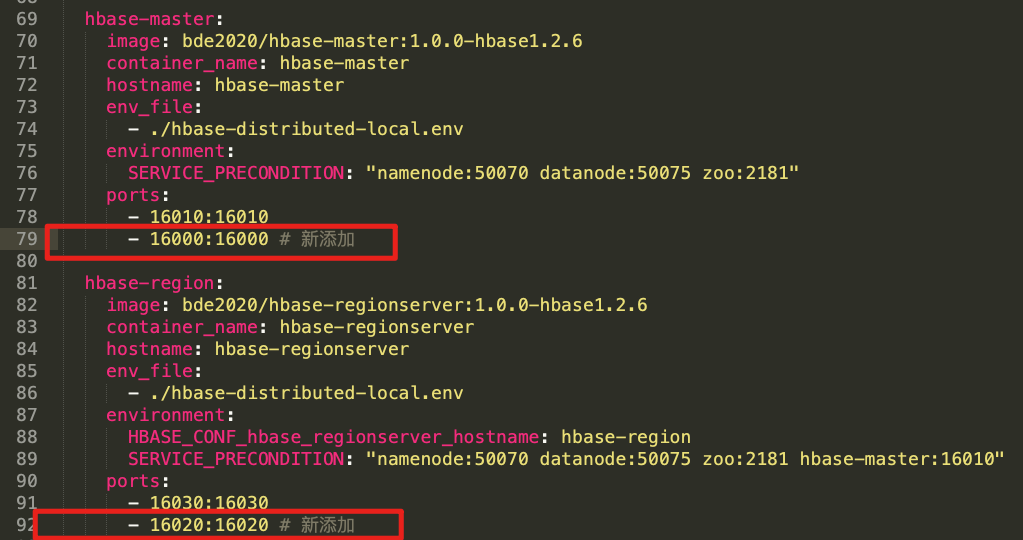 69 hbase-master:
70 image: bde2020/hbase-master:1.0.0-hbase1.2.6
71 container_name: hbase-master
72 hostname: hbase-master
73 env_file:
74 - ./hbase-distributed-local.env
75 environment:
76 SERVICE_PRECONDITION: "namenode:50070 datanode:50075 zoo:2181"
77 ports:
78 - 16010:16010
79 - 16000:16000 # 新添加
80
81 hbase-region:
82 image: bde2020/hbase-regionserver:1.0.0-hbase1.2.6
83 container_name: hbase-regionserver
84 hostname: hbase-regionserver
85 env_file:
86 - ./hbase-distributed-local.env
87 environment:
88 HBASE_CONF_hbase_regionserver_hostname: hbase-region
89 SERVICE_PRECONDITION: "namenode:50070 datanode:50075 zoo:2181 hbase-master:16010"
90 ports:
91 - 16030:16030
92 - 16020:16020 # 新添加